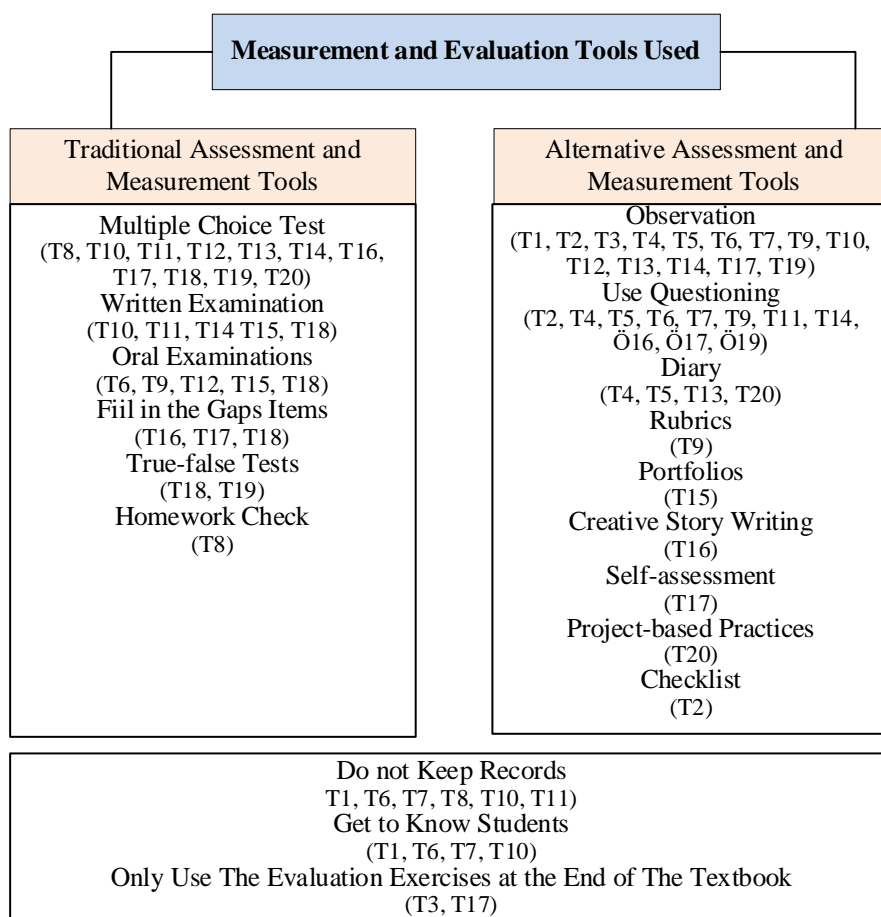 Measurement and Evaluation Tools Used
Traditional Assessment and
Measurement Tools
Multiple Choice Test
(T8, T10, T11, T12, T13, T14, T16,
T17, T18, T19, T20)
Written Examination
(T10, T11, T14 T15, T18)
Oral Examinations
(T6, T9, T12, T15, T18)
Fiil in the Gaps Items
(T16, T17, T18)
True-false Tests
(T18, T19)
Homework Check
(T8)
Alternative Assessment and
Measurement Tools
Observation
(T1, T2, T3, T4, T5, T6, T7, T9, T10,
T12, T13, T14, T17, T19)
Use Questioning
(T2, T4, T5, T6, T7, T9, T11, T14,
Ö16, Ö17, Ö19)
Diary
(T4, T5, T13, T20)
Rubrics
(T9)
Portfolios
(T15)
Creative Story Writing
(T16)
Self-assessment
(T17)
Project-based Practices
(T20)
Checklist
(T2)
Do not Keep Records
T1, T6, T7, T8, T10, T11)
Get to Know Students
(T1, T6, T7, T10)
Only Use The Evaluation Exercises at the End of The Textbook
(T3, T17)